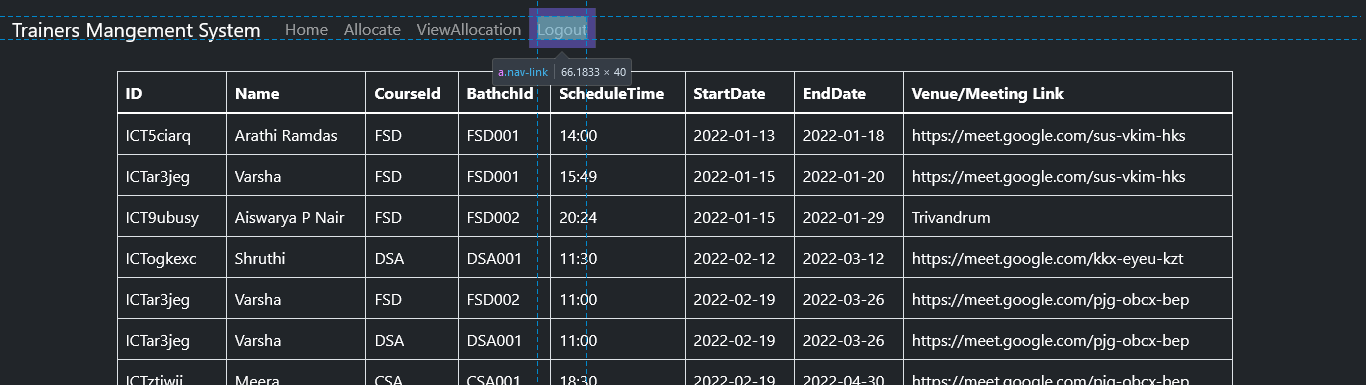 Trainers Mangement System Home Allocate ViewAllocation Logout
a.nav-link 66.1833 × 40
ID Name CourseId BathchId ScheduleTime StartDate EndDate Venue/Meeting Link
ICT5ciarq Arathi Ramdas FSD FSD001 14:00 2022-01-13 2022-01-18 https://meet.google.com/sus-vkim-hks
ICTar3jeg Varsha FSD FSD001 15:49 2022-01-15 2022-01-20 https://meet.google.com/sus-vkim-hks
ICT9ubusy Aiswarya P Nair FSD FSD002 20:24 2022-01-15 2022-01-29 Trivandrum
ICTogkexc Shruthi DSA DSA001 11:30 2022-02-12 2022-03-12 https://meet.google.com/kkx-eyeu-kzt
ICTar3jeg Varsha FSD FSD002 11:00 2022-02-19 2022-03-26 https://meet.google.com/pjg-obcx-bep
ICTar3jeg Varsha DSA DSA001 11:00 2022-02-19 2022-03-26 https://meet.google.com/pjg-obcx-bep
Meera CSA CSA001 18:30 2022-02-19 2022-04-30 https://meet.google.com/pjg-obcx-bep